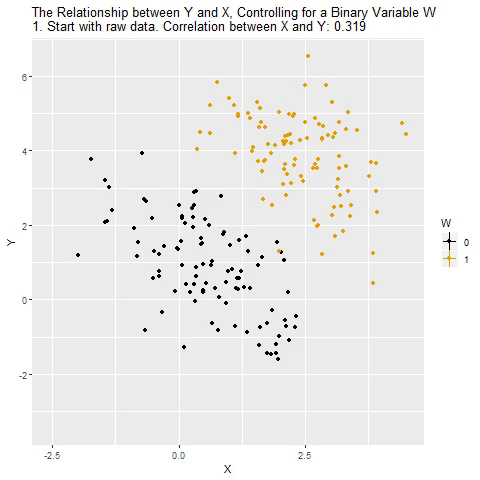 The Relationship between Y and X, Controlling for a Binary Variable W
1. Start with raw data. Correlation between X and Y: 0.319
6
4
2
0
-2
Y
-2.5
0.0
2.5
X
W
0
1